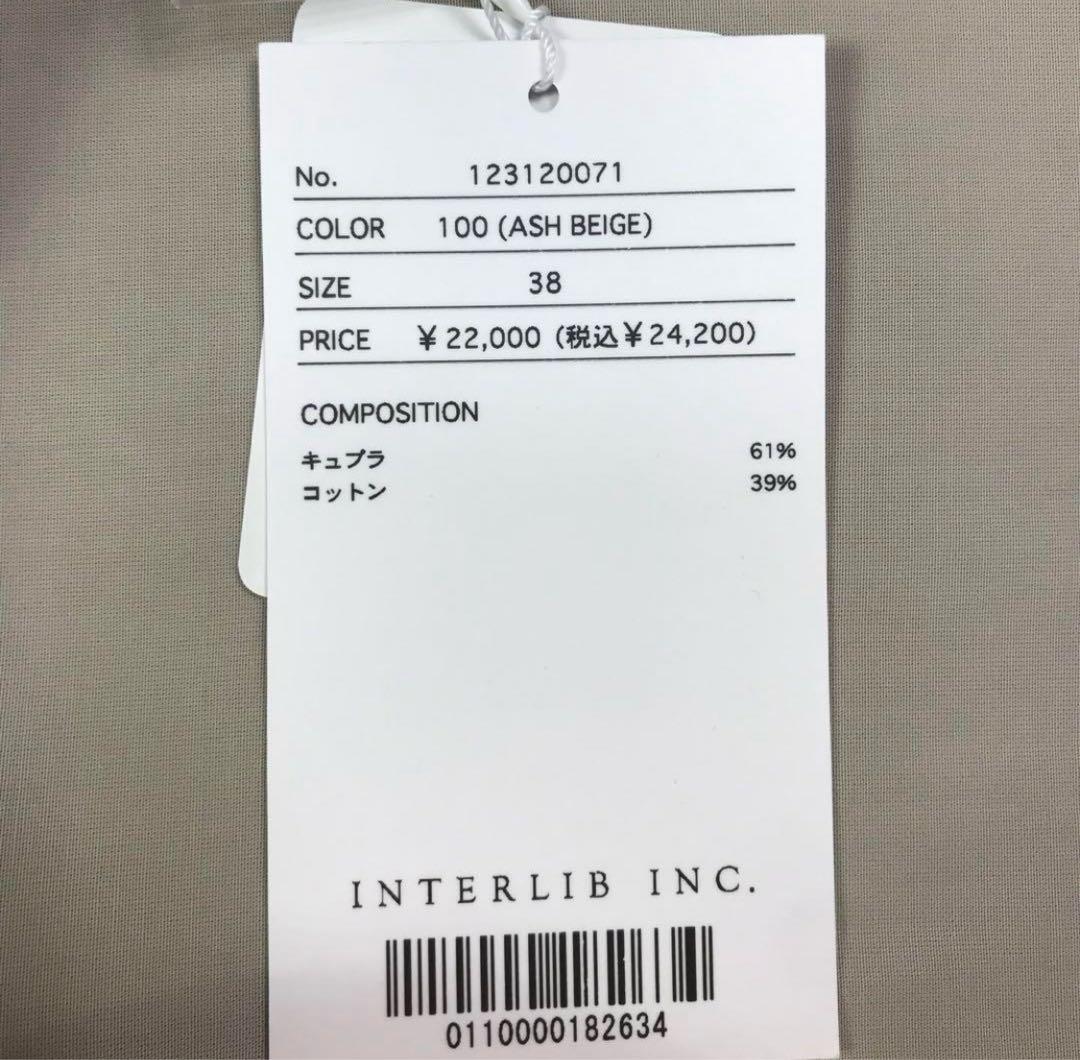 No. 123120071
COLOR 100 (ASH BEIGE)
SIZE 38
PRICE ¥22,000 (税込¥24,200)
COMPOSITION
キュプラ 61%
コットン 39%
INTERLIB INC.
0110000182634